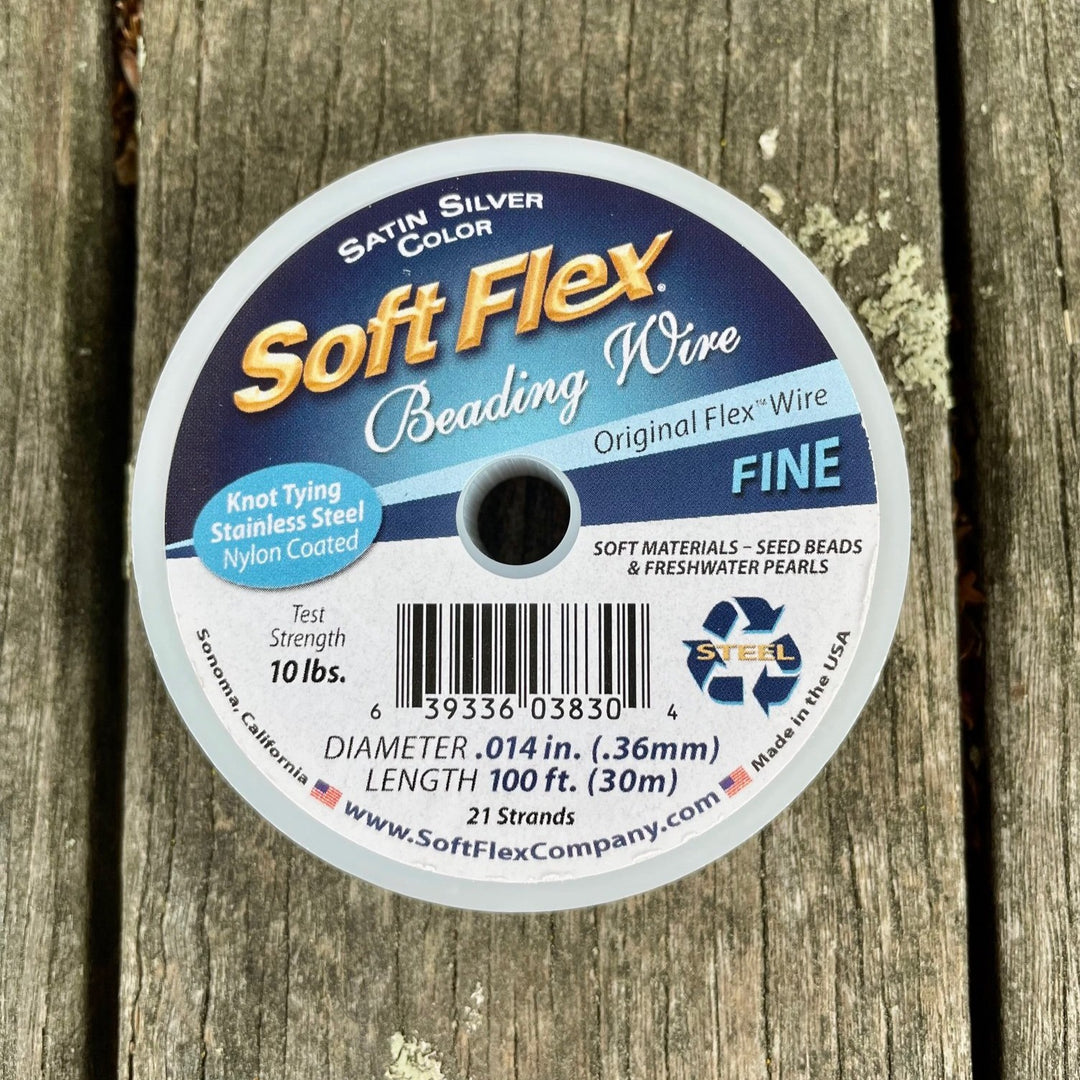 SATIN SILVER
COLOR
Soft Flex®
Beading Wire
Original Flex™ Wire
FINE
Knot Tying
Stainless Steel
Nylon Coated
SOFT MATERIALS – SEED BEADS
& FRESHWATER PEARLS
Test
Strength
10 lbs.
6 39336 03830 4
STEEL
DIAMETER .014 in. (.36mm)
LENGTH 100 ft. (30m)
21 Strands
Sonoma, California
www.SoftFlexCompany.com
Made in the USA